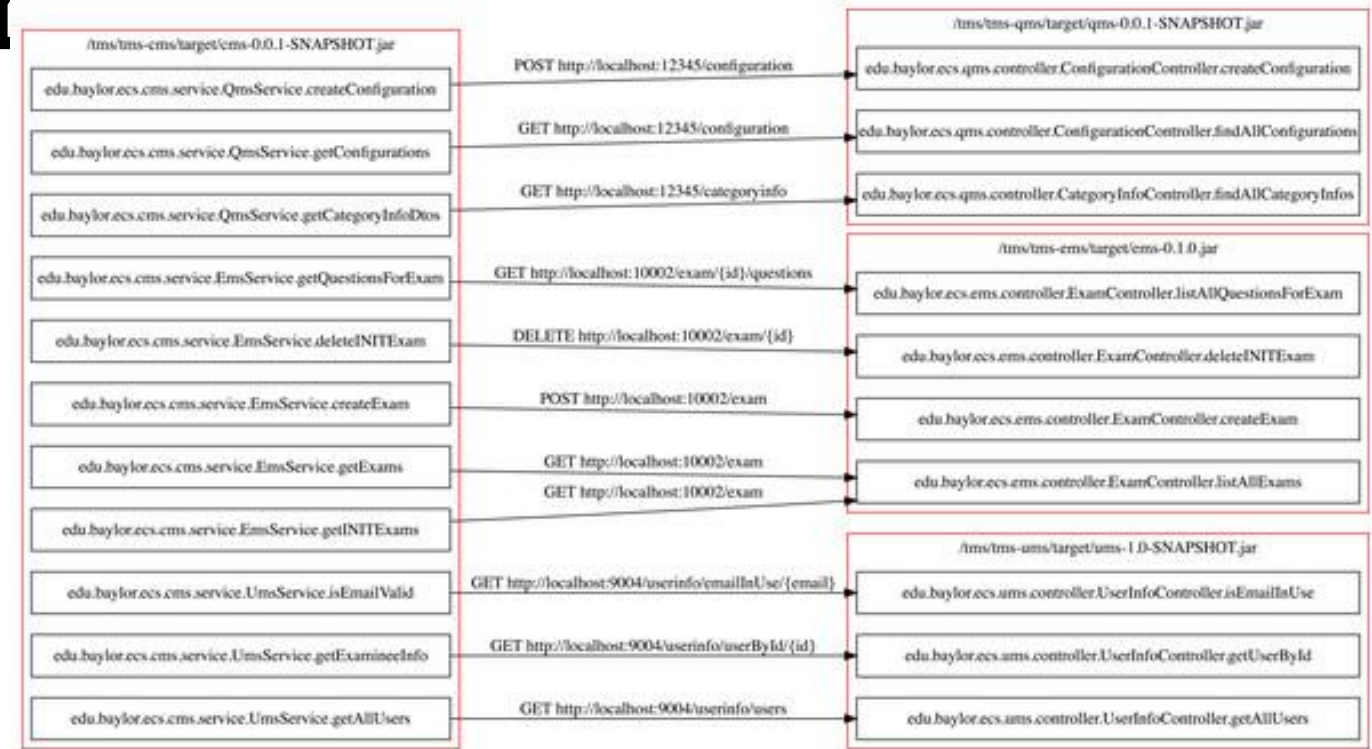 /tms/tms-cms/target/cms-0.0.1-SNAPSHOT.jar
edu.baylor.ecs.cms.service.QmsService.createConfiguration
edu.baylor.ecs.cms.service.QmsService.getConfigurations
edu.baylor.ecs.cms.service.QmsService.getCategoryInfoDtos
edu.baylor.ecs.cms.service.EmsService.getQuestionsForExam
edu.baylor.ecs.cms.service.EmsService.deleteINITExam
edu.baylor.ecs.cms.service.EmsService.createExam
edu.baylor.ecs.cms.service.EmsService.getExams
edu.baylor.ecs.cms.service.EmsService.getINITExams
edu.baylor.ecs.cms.service.UmsService.isEmailValid
edu.baylor.ecs.cms.service.UmsService.getExamineeInfo
edu.baylor.ecs.cms.service.UmsService.getAllUsers
POST http://localhost:12345/configuration
GET http://localhost:12345/configuration
GET http://localhost:12345/categoryinfo
GET http://localhost:10002/exam/{id}/questions
DELETE http://localhost:10002/exam/{id}
POST http://localhost:10002/exam
GET http://localhost:10002/exam
GET http://localhost:10002/exam
GET http://localhost:9004/userinfo/emailInUse/{email}
GET http://localhost:9004/userinfo/userById/{id}
GET http://localhost:9004/userinfo/users
/tms/tms-qms/target/qms-0.0.1-SNAPSHOT.jar
edu.baylor.ecs.qms.controller.ConfigurationController.createConfiguration
edu.baylor.ecs.qms.controller.ConfigurationController.findAllConfigurations
edu.baylor.ecs.qms.controller.CategoryInfoController.findAllCategoryInfos
/tms/tms-ems/target/ems-0.1.0.jar
edu.baylor.ecs.ems.controller.ExamController.listAllQuestionsForExam
edu.baylor.ecs.ems.controller.ExamController.deleteINITExam
edu.baylor.ecs.ems.controller.ExamController.createExam
edu.baylor.ecs.ems.controller.ExamController.listAllExams
/tms/tms-ums/target/ums-1.0-SNAPSHOT.jar
edu.baylor.ecs.ums.controller.UserInfoController.isEmailInUse
edu.baylor.ecs.ums.controller.UserInfoController.getUserById
edu.baylor.ecs.ums.controller.UserInfoController.getAllUsers